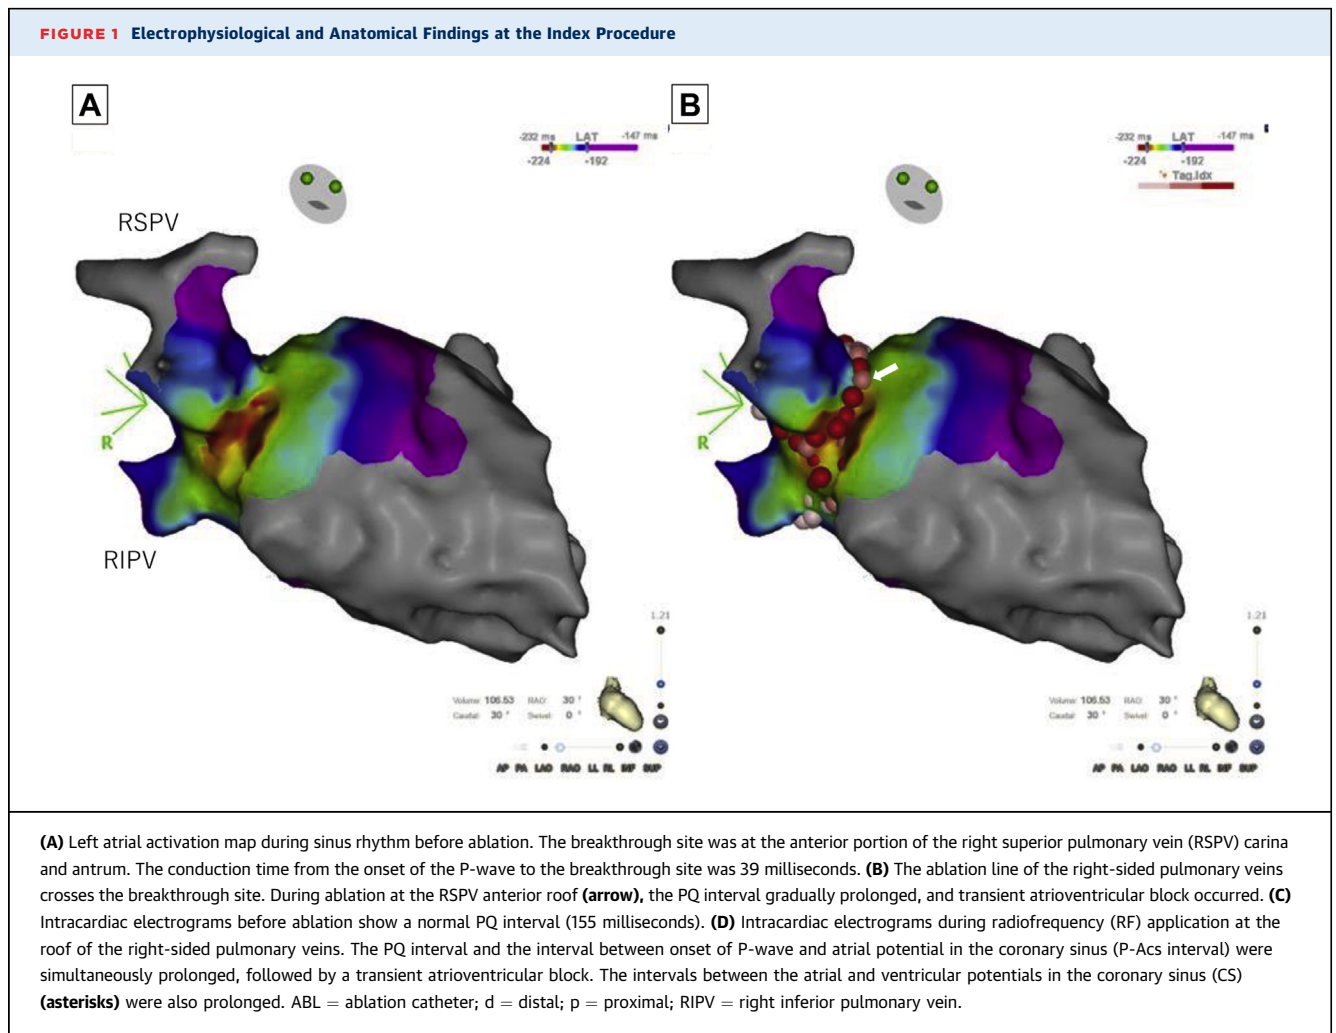 FIGURE 1 Electrophysiological and Anatomical Findings at the Index Procedure
A
-232 ms LAT -147 ms
-224 -192
RSPV
R
RIPV
1.21
Volume: 106.53 RAO: 30 °
Caudal: 30 ° Swivel: 0 °
AP PA LAO RAO LL RL INF SUP
B
-232 ms LAT -147 ms
-224 -192
Tag.Idx
R
1.21
Volume: 106.53 RAO: 30 °
Caudal: 30 ° Swivel: 0 °
AP PA LAO RAO LL RL INF SUP
(A) Left atrial activation map during sinus rhythm before ablation. The breakthrough site was at the anterior portion of the right superior pulmonary vein (RSPV) carina
and antrum. The conduction time from the onset of the P-wave to the breakthrough site was 39 milliseconds. (B) The ablation line of the right-sided pulmonary veins
crosses the breakthrough site. During ablation at the RSPV anterior roof (arrow), the PQ interval gradually prolonged, and transient atrioventricular block occurred. (C)
Intracardiac electrograms before ablation show a normal PQ interval (155 milliseconds). (D) Intracardiac electrograms during radiofrequency (RF) application at the
roof of the right-sided pulmonary veins. The PQ interval and the interval between onset of P-wave and atrial potential in the coronary sinus (P-Acs interval) were
simultaneously prolonged, followed by a transient atrioventricular block. The intervals between the atrial and ventricular potentials in the coronary sinus (CS)
(asterisks) were also prolonged. ABL = ablation catheter; d = distal; p = proximal; RIPV = right inferior pulmonary vein.